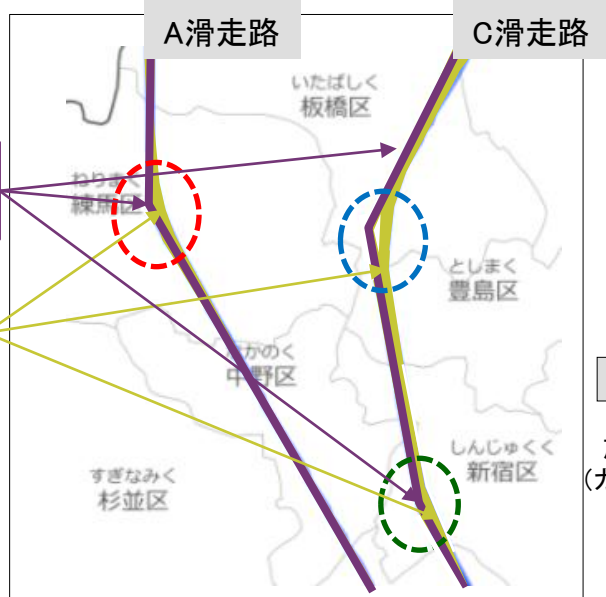 A滑走路
C滑走路
いたばしく
板橋区
ねりまく
練馬区
としまく
豊島区
なかのく
中野区
しんじゅくく
新宿区
すぎなみく
杉並区